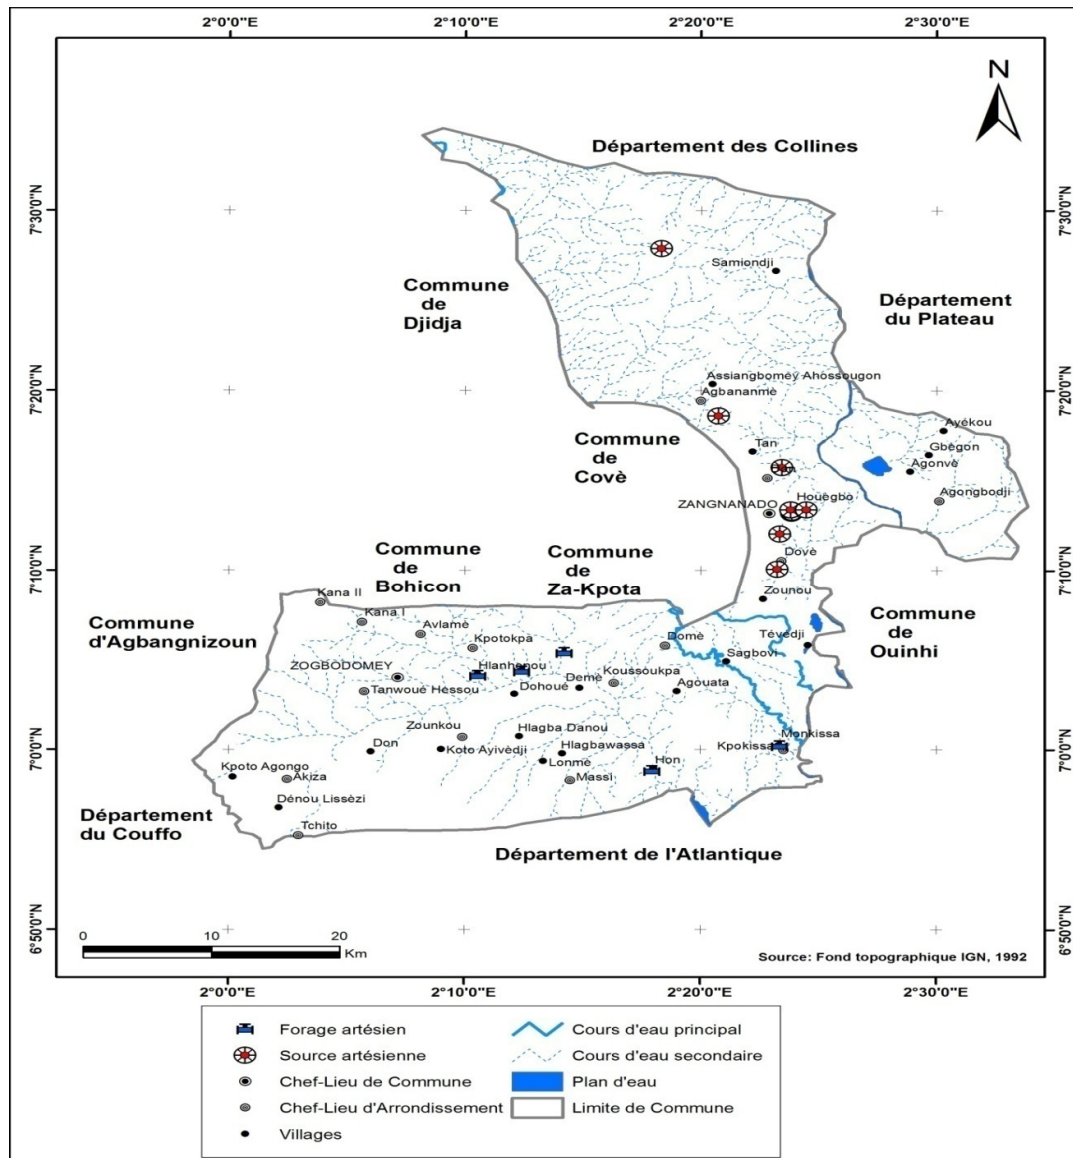 2°0'0"E 2°10'0"E 2°20'0"E 2°30'0"E
N
Département des Collines
7°30'0"N 7°30'0"N
Samiondji
Commune
de
Djidja
Département
du Plateau
7°20'0"N 7°20'0"N
Assiangbomey Ahossougon
Agbananmè
Ayékou
Commune
de
Covè
Tan
Gbègon
Agonvè
Agongbodji
Houégbo
ZANGNANADO
Dovè
7°10'0"N 7°10'0"N
Commune
de
Bohicon
Commune
de
Za-Kpota
Zounou
Kana II
Kana I
Commune
d'Agbangnizoun
Commune
de
Ouinhi
Avlamè
Kpotokpa
Domè
Tévèdji
Sagbovi
ZOGBODOMEY
Hlanhonou
Koussoukpa
Demè
Tanwoué Hessou
Dohoué
Agouata
Zounkou
Hlagba Danou
Monkissa
7°0'0"N 7°0'0"N
Don
Koto Ayivèdji
Hlagbawassa
Kpokissa
Lonmè
Hon
Kpoto Agongo
Akiza
Massi
Dénou Lissèzi
Département
du Couffo
Tchito
Département de l'Atlantique
6°50'0"N 6°50'0"N
0 10 20
Km
Source: Fond topographique IGN, 1992
2°0'0"E 2°10'0"E 2°20'0"E 2°30'0"E
Forage artésien
Cours d'eau principal
Source artésienne
Cours d'eau secondaire
Chef-Lieu de Commune
Plan d'eau
Chef-Lieu d'Arrondissement
Limite de Commune
Villages